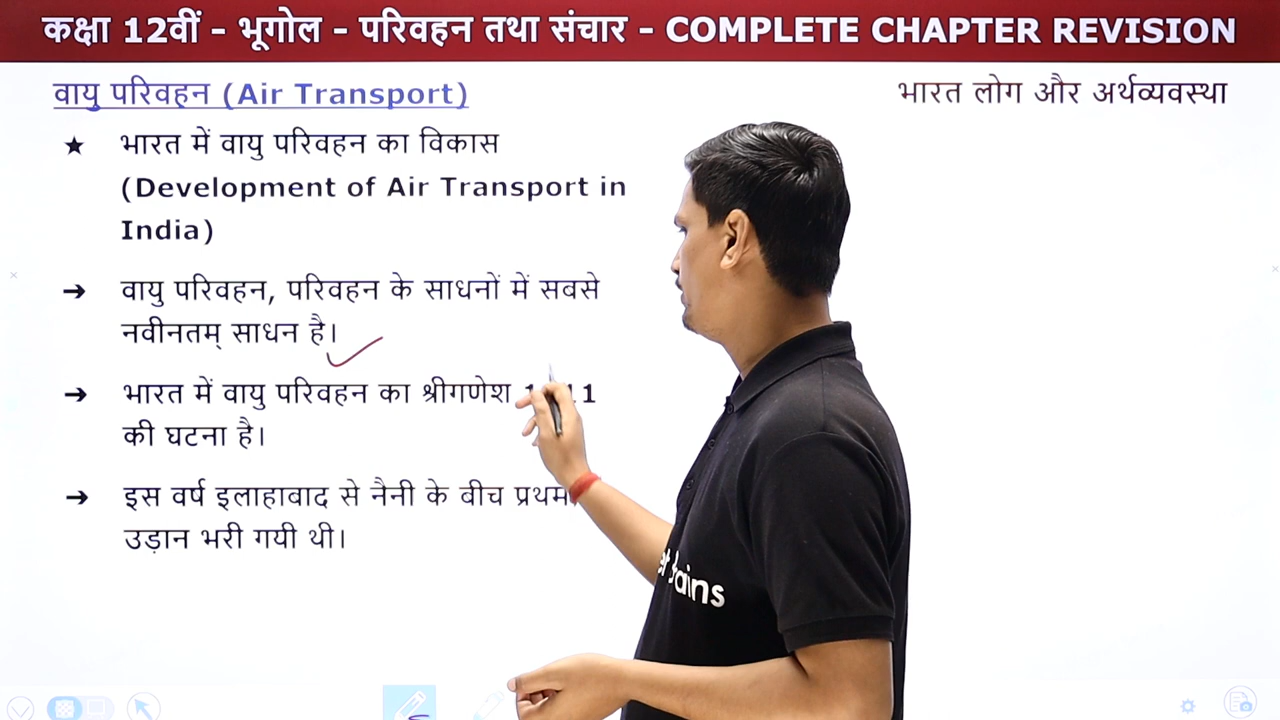 कक्षा 12वीं - भूगोल - परिवहन तथा संचार - COMPLETE CHAPTER REVISION
वायु परिवहन (Air Transport)
भारत लोग और अर्थव्यवस्था
★ भारत में वायु परिवहन का विकास
(Development of Air Transport in
India)
➔ वायु परिवहन, परिवहन के साधनों में सबसे
नवीनतम् साधन है।
➔ भारत में वायु परिवहन का श्रीगणेश
की घटना है।
➔ इस वर्ष इलाहावाद से नैनी के वीच प्रथम
उड़ान भरी गयी थी।